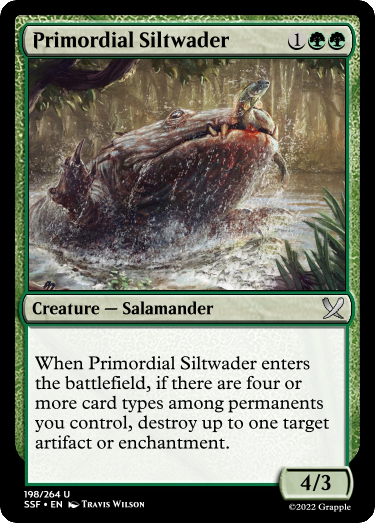 Primordial Siltwader 1
Creature — Salamander
When Primordial Siltwader enters
the battlefield, if there are four or
more card types among permanents
you control, destroy up to one target
artifact or enchantment.
4/3
198/264 U
SSF • EN Travis Wilson
©2022 Grapple